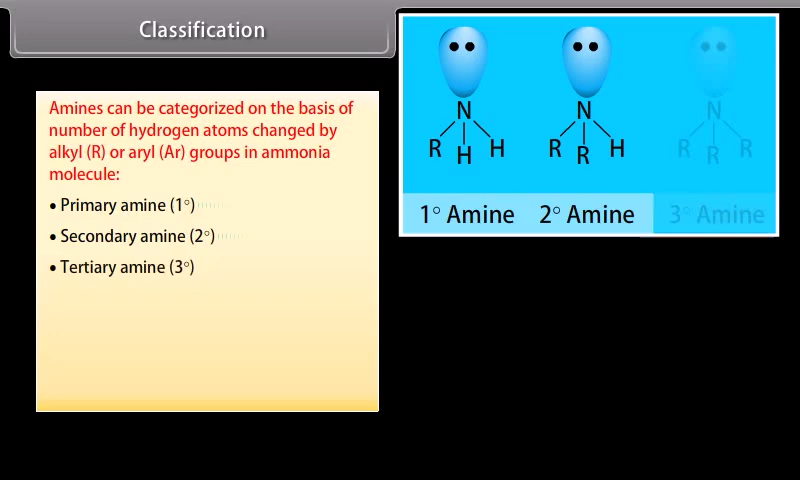 Classification
Amines can be categorized on the basis of
number of hydrogen atoms changed by
alkyl (R) or aryl (Ar) groups in ammonia
molecule:
• Primary amine (1°)
• Secondary amine (2°)
• Tertiary amine (3°)
N N N
R H H R R H R R R
1° Amine 2° Amine 3° Amine